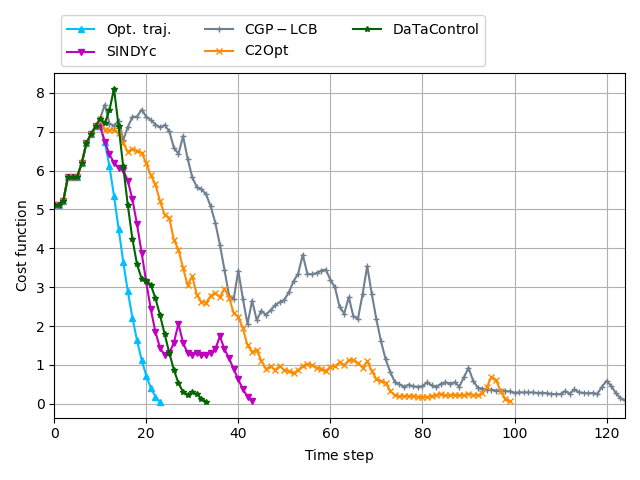 Opt. traj.
SINDYc
CGP − LCB
C2Opt
DaTaControl
8
7
6
5
4
3
2
1
0
Cost function
0 20 40 60 80 100 120
Time step